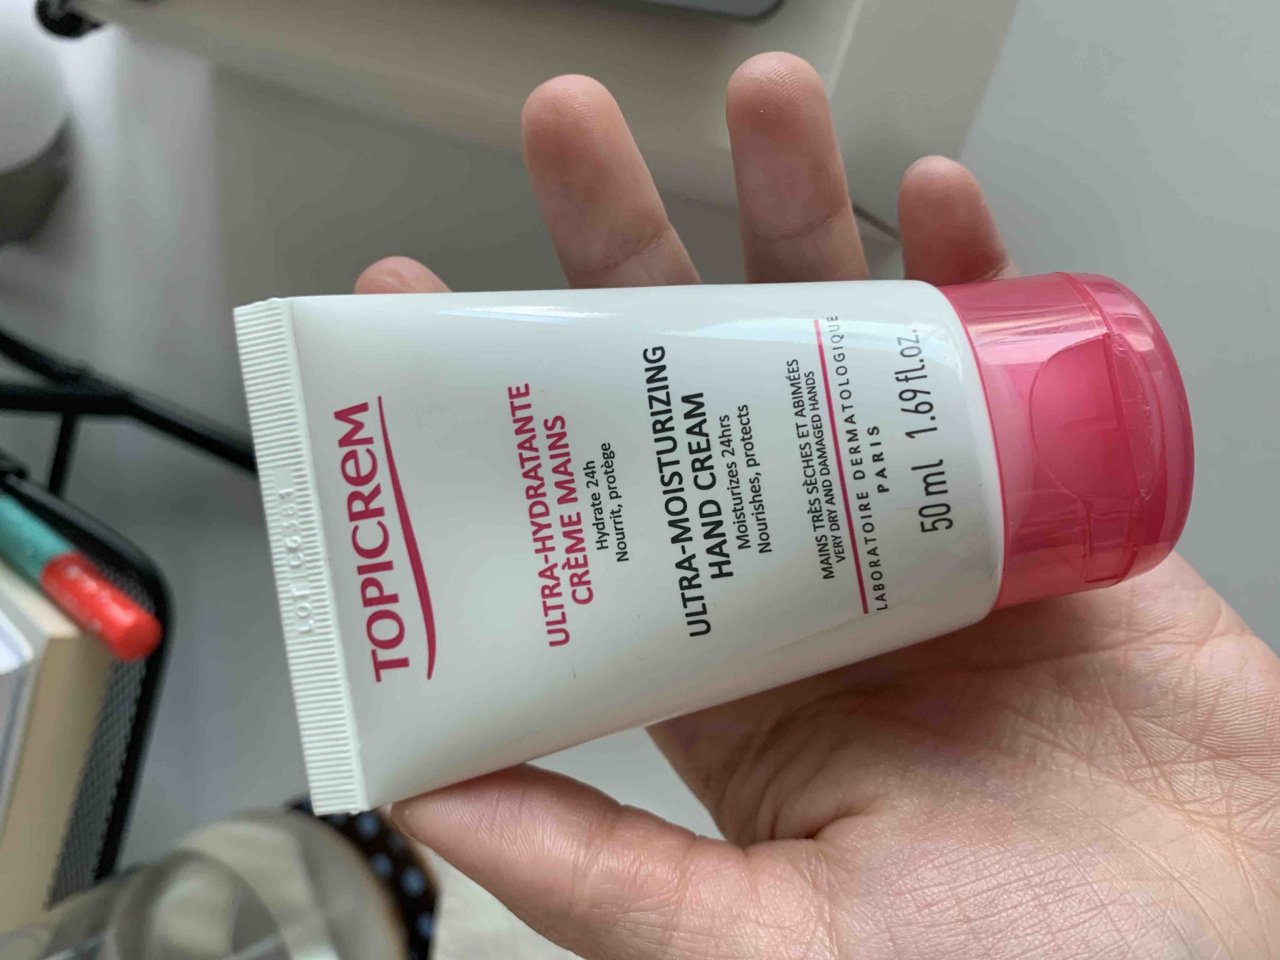 TOPICREM
ULTRA-HYDRATANTE
CRÈME MAINS
Hydrate 24h
Nourrit, protège
ULTRA-MOISTURIZING
HAND CREAM
Moisturizes 24hrs
Nourishes, protects
MAINS TRÈS SÈCHES ET ABIMÉES
VERY DRY AND DAMAGED HANDS
LABORATOIRE DERMATOLOGIQUE
PARIS
50 ml 1.69 fl.oz.